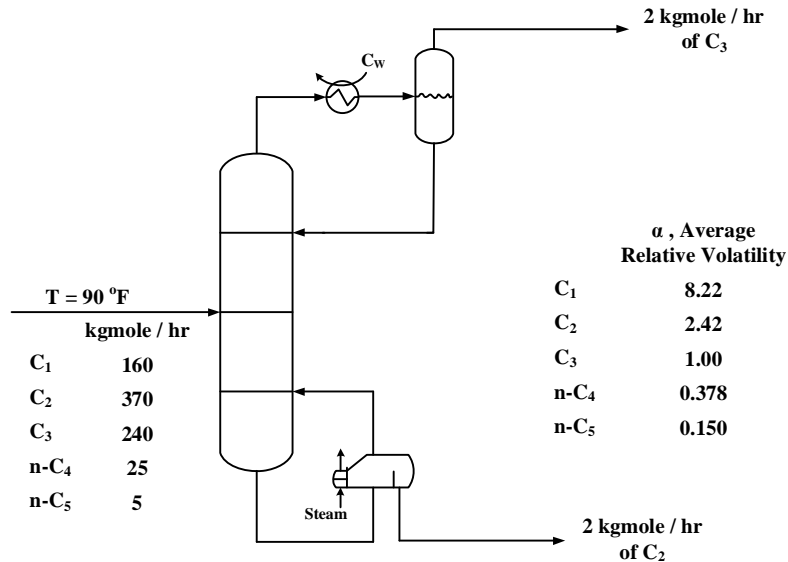 2 kgmole / hr
of C₃
C_W
T = 90 °F
kgmole / hr
C₁ 160
C₂ 370
C₃ 240
n-C₄ 25
n-C₅ 5
α , Average
Relative Volatility
C₁ 8.22
C₂ 2.42
C₃ 1.00
n-C₄ 0.378
n-C₅ 0.150
Steam
2 kgmole / hr
of C₂